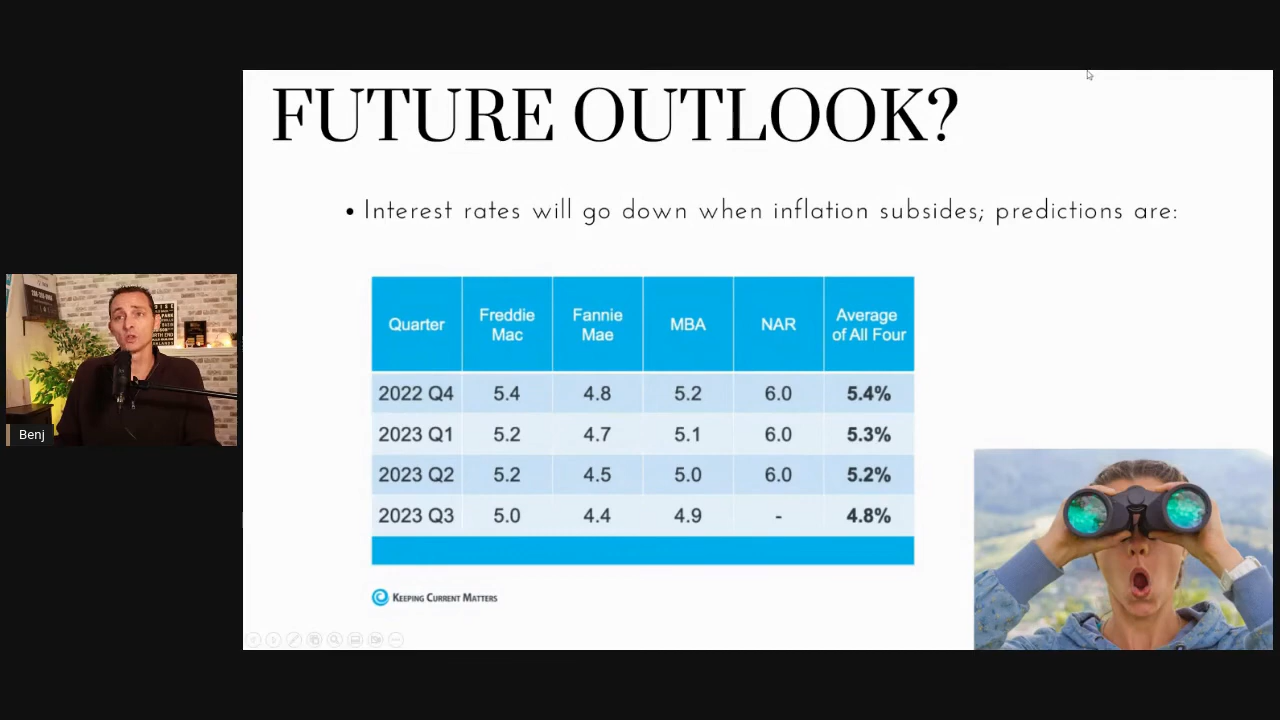 FUTURE OUTLOOK?
• Interest rates will go down when inflation subsides; predictions are:
Quarter Freddie Mac Fannie Mae MBA NAR Average of All Four
2022 Q4 5.4 4.8 5.2 6.0 5.4%
2023 Q1 5.2 4.7 5.1 6.0 5.3%
2023 Q2 5.2 4.5 5.0 6.0 5.2%
2023 Q3 5.0 4.4 4.9 - 4.8%
KEEPING CURRENT MATTERS
Benj